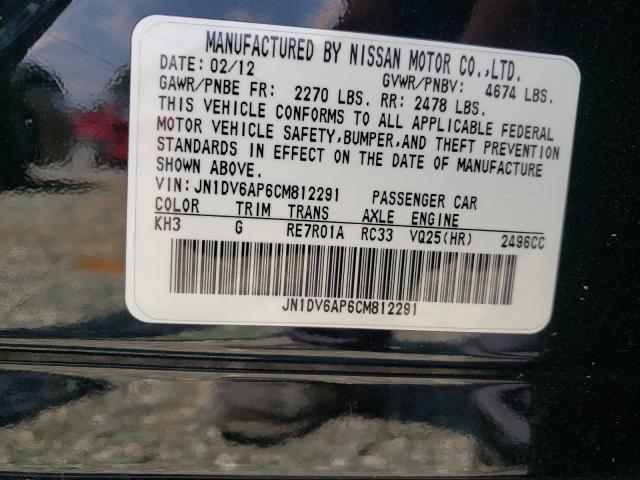 MANUFACTURED BY NISSAN MOTOR CO.,LTD.
DATE: 02/12 GVWR/PNBV: 4674 LBS.
GAWR/PNBE FR: 2270 LBS. RR: 2478 LBS.
THIS VEHICLE CONFORMS TO ALL APPLICABLE FEDERAL
MOTOR VEHICLE SAFETY,BUMPER,AND THEFT PREVENTION
STANDARDS IN EFFECT ON THE DATE OF MANUFACTURE
SHOWN ABOVE.
VIN: JN1DV6AP6CM812291 PASSENGER CAR
COLOR TRIM TRANS AXLE ENGINE
KH3 G RE7R01A RC33 VQ25(HR) 2496CC
JN1DV6AP6CM812291